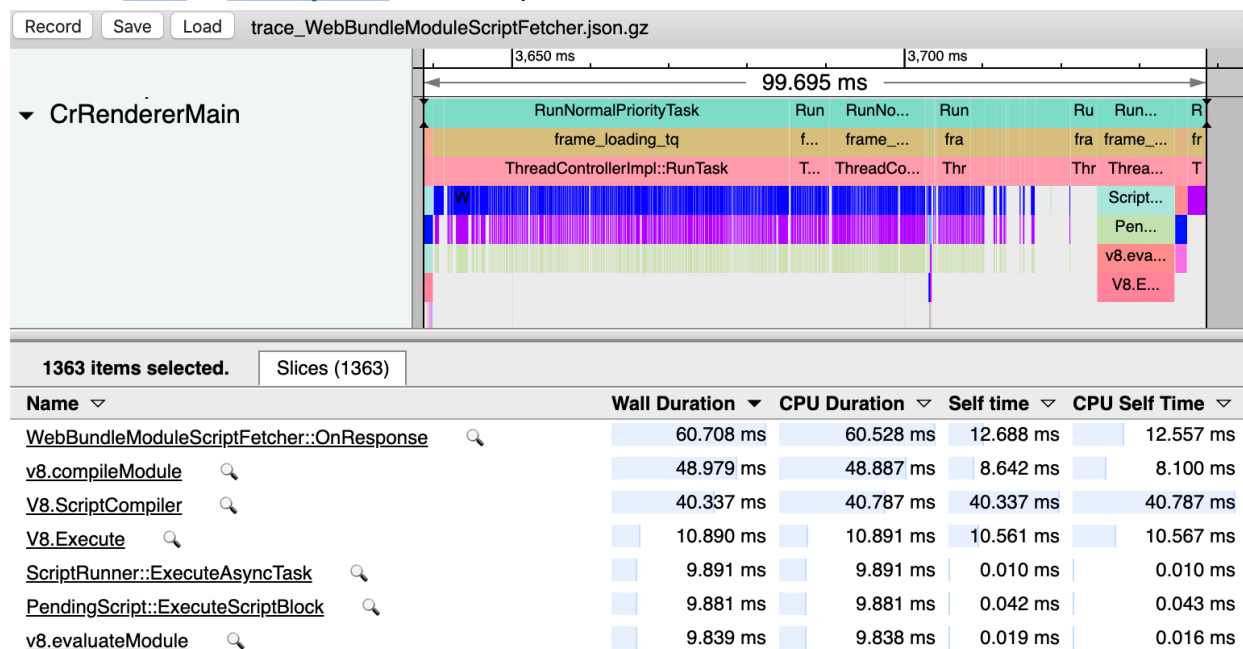 Record Save Load trace_WebBundleModuleScriptFetcher.json.gz
3,650 ms 3,700 ms
99.695 ms
CrRendererMain
RunNormalPriorityTask Run RunNo... Run Ru Run... R
frame_loading_tq f... frame_... fra fra frame_... fr
ThreadControllerImpl::RunTask T... ThreadCo... Thr Thr Threa... T
W Script...
Pen...
v8.eva...
V8.E...
1363 items selected. Slices (1363)
Name Wall Duration CPU Duration Self time CPU Self Time
WebBundleModuleScriptFetcher::OnResponse 60.708 ms 60.528 ms 12.688 ms 12.557 ms
v8.compileModule 48.979 ms 48.887 ms 8.642 ms 8.100 ms
V8.ScriptCompiler 40.337 ms 40.787 ms 40.337 ms 40.787 ms
V8.Execute 10.890 ms 10.891 ms 10.561 ms 10.567 ms
ScriptRunner::ExecuteAsyncTask 9.891 ms 9.891 ms 0.010 ms 0.010 ms
PendingScript::ExecuteScriptBlock 9.881 ms 9.881 ms 0.042 ms 0.043 ms
v8.evaluateModule 9.839 ms 9.838 ms 0.019 ms 0.016 ms